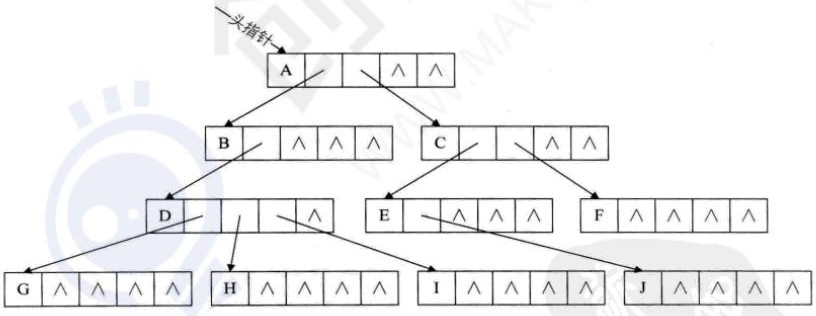 头指针
A ∧ ∧
B ∧ ∧ ∧
C ∧ ∧
D ∧
E ∧ ∧ ∧
F ∧ ∧ ∧ ∧
G ∧ ∧ ∧ ∧
H ∧ ∧ ∧ ∧
I ∧ ∧ ∧ ∧
J ∧ ∧ ∧ ∧